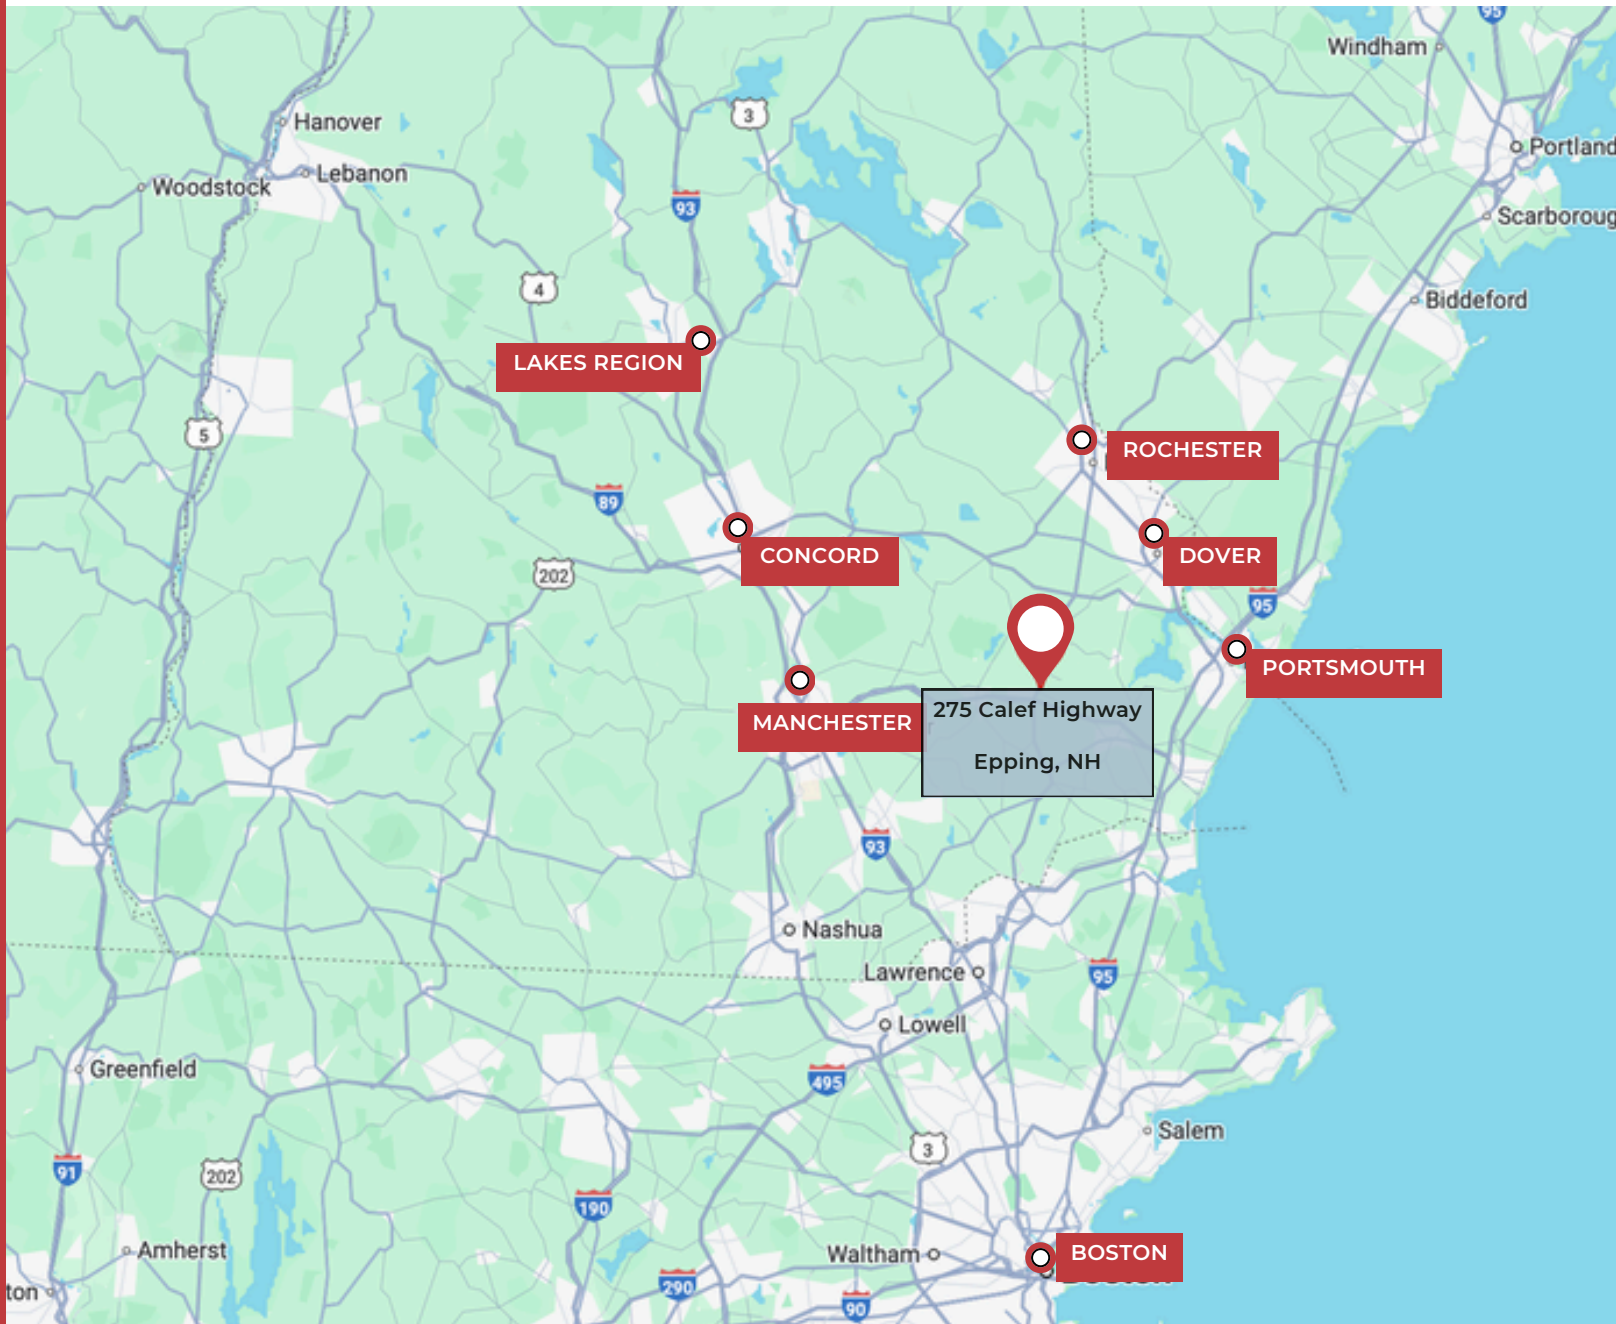 95
Windham
3
Hanover
Portland
Lebanon
Woodstock
93
Scarboroug
4
Biddeford
LAKES REGION
5
ROCHESTER
89
CONCORD
DOVER
202
95
PORTSMOUTH
275 Calef Highway
MANCHESTER
Epping, NH
93
Nashua
Lawrence
95
Lowell
Greenfield
495
Salem
3
91
202
190
Amherst
Waltham
BOSTON
290
ton
90